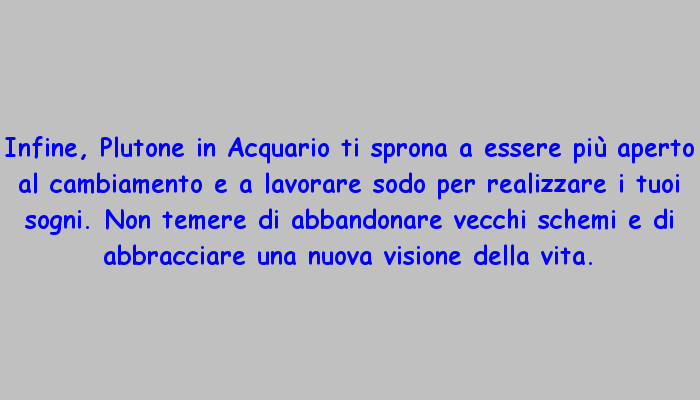 Infine, Plutone in Acquario ti sprona a essere più aperto
al cambiamento e a lavorare sodo per realizzare i tuoi
sogni. Non temere di abbandonare vecchi schemi e di
abbracciare una nuova visione della vita.